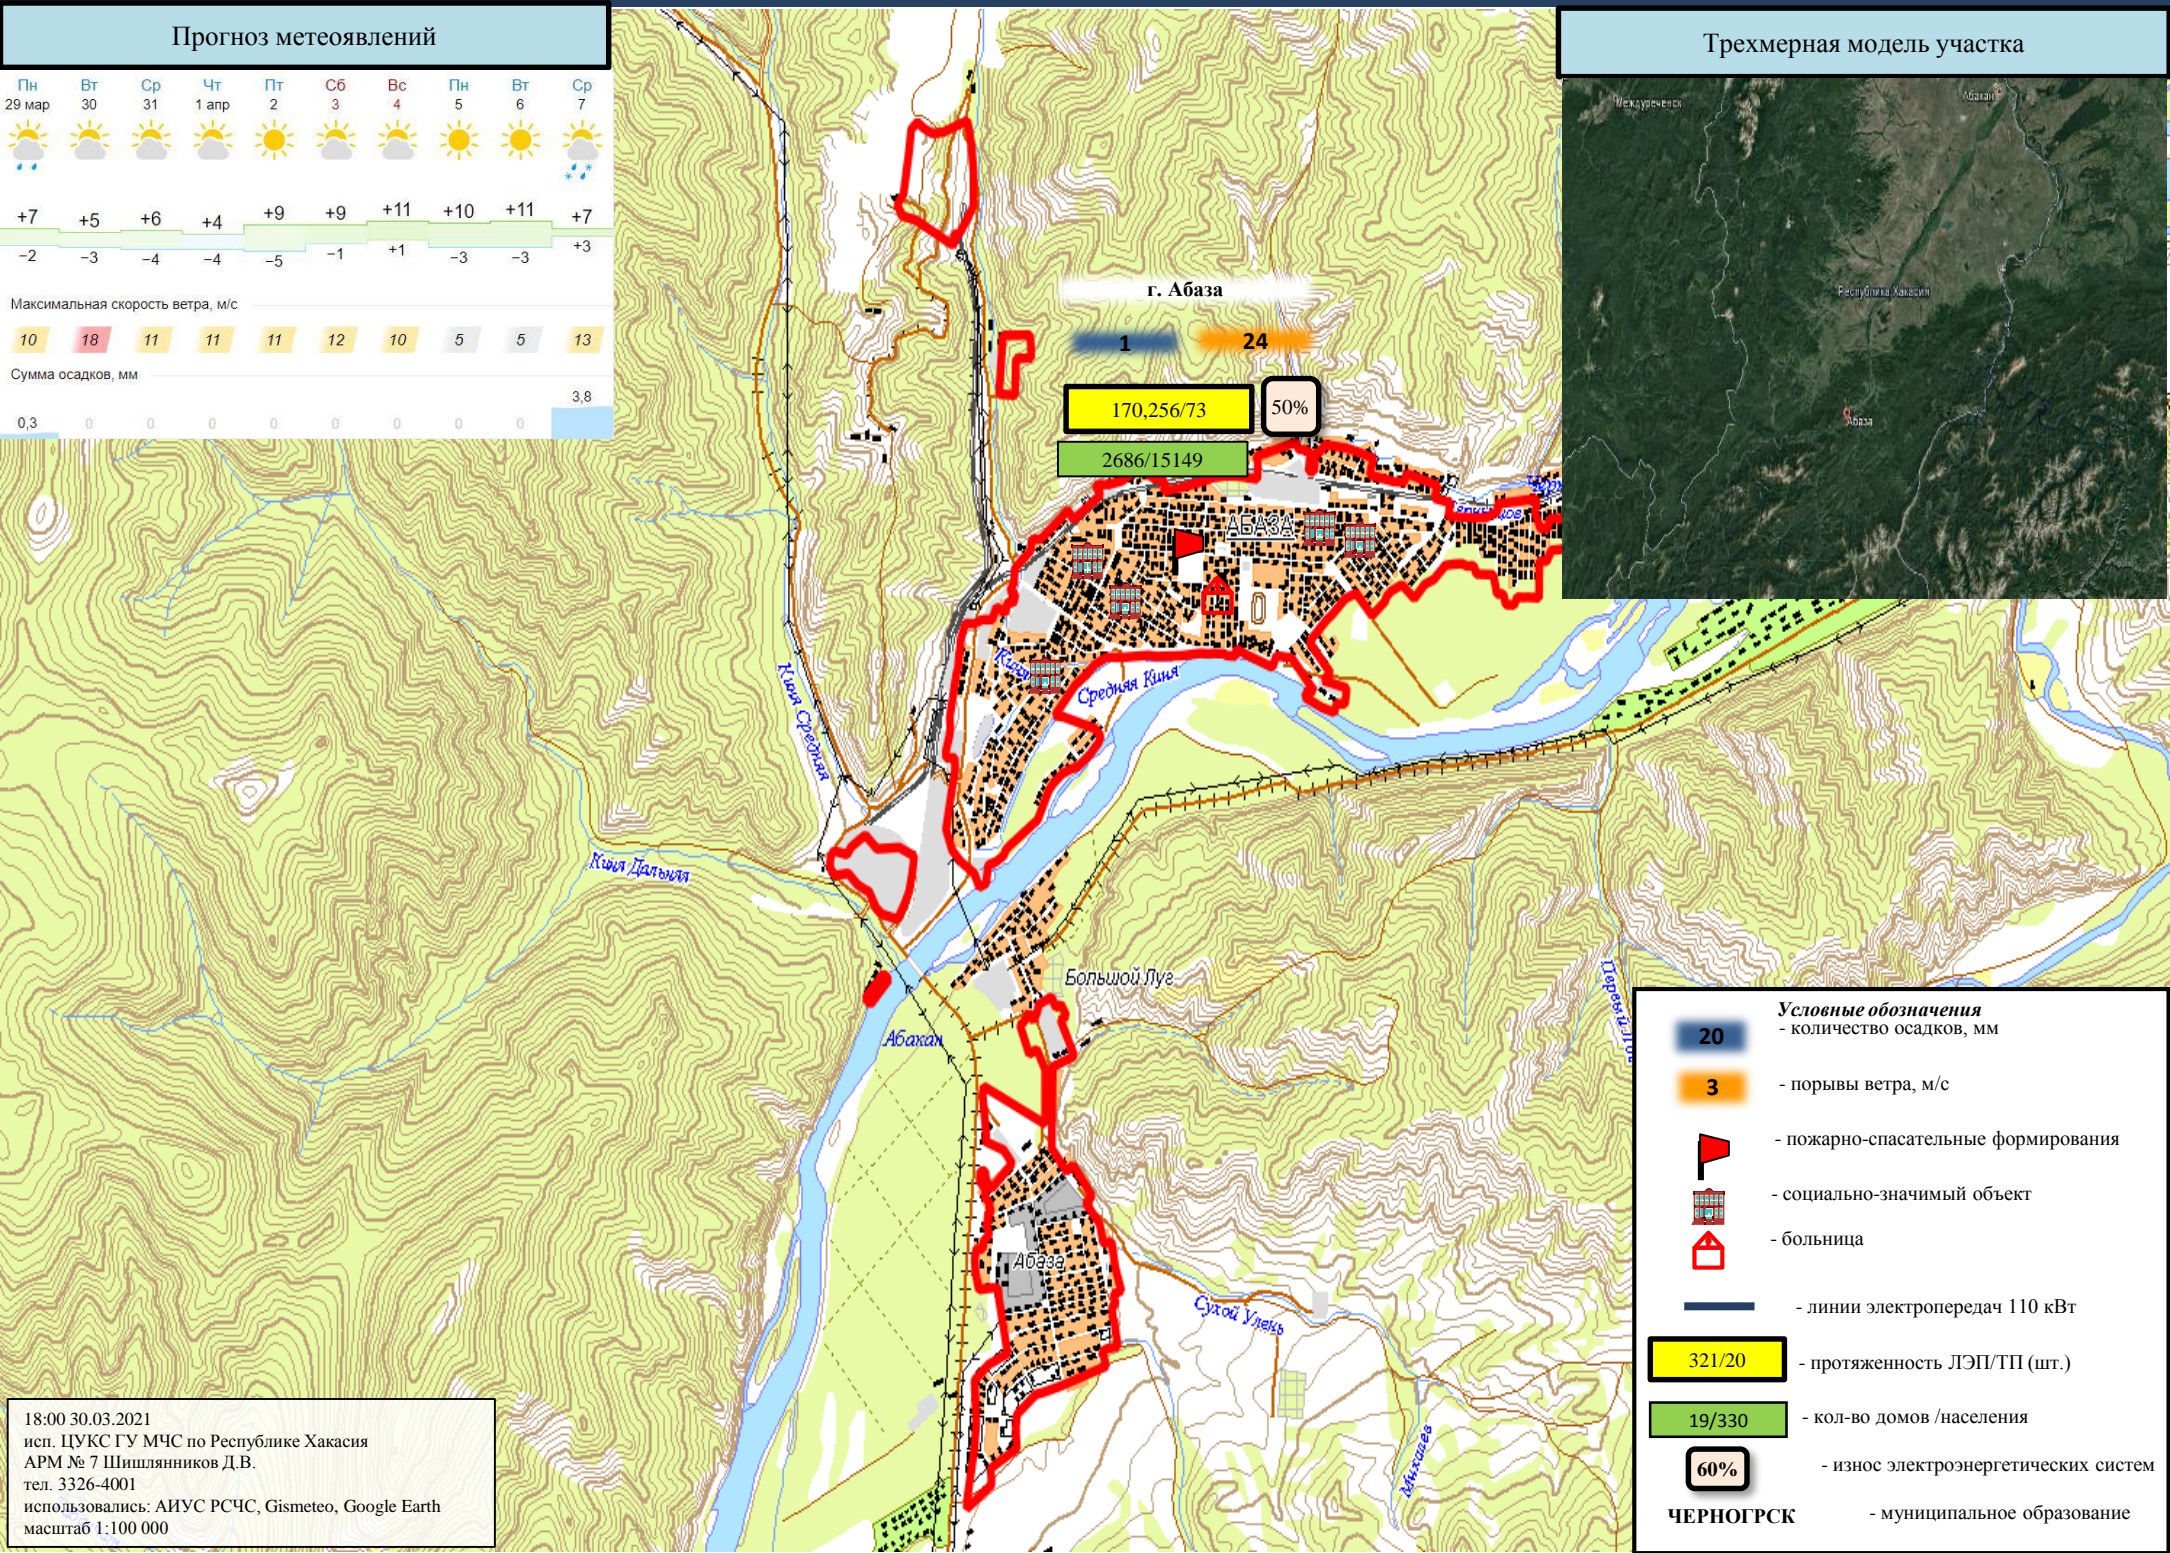 Прогноз метеоявлений
Пн Вт Ср Чт Пт Сб Вс Пн Вт Ср
29 мар 30 31 1 апр 2 3 4 5 6 7
+7 +5 +6 +4 +9 +9 +11 +10 +11 +7
−2 −3 −4 −4 −5 −1 +1 −3 −3 +3
Максимальная скорость ветра, м/с
10 18 11 11 11 12 10 5 5 13
Сумма осадков, мм
0,3 0 0 0 0 0 0 0 0 3,8
Трехмерная модель участка
Междуреченск
Абакан
Республика Хакасия
Абаза
г. Абаза
1 24
170,256/73 50%
2686/15149
АБАЗА
Средняя Киня
Киня Средняя
Киня Дальняя
Большой Луг
Абакан
Абаза
Сухой Улень
Условные обозначения
20 - количество осадков, мм
3 - порывы ветра, м/с
- пожарно-спасательные формирования
- социально-значимый объект
- больница
- линии электропередач 110 кВт
321/20 - протяженность ЛЭП/ТП (шт.)
19/330 - кол-во домов /населения
60% - износ электроэнергетических систем
ЧЕРНОГРСК - муниципальное образование
18:00 30.03.2021
исп. ЦУКС ГУ МЧС по Республике Хакасия
АРМ № 7 Шишлянников Д.В.
тел. 3326-4001
использовались: АИУС РСЧС, Gismeteo, Google Earth
масштаб 1:100 000